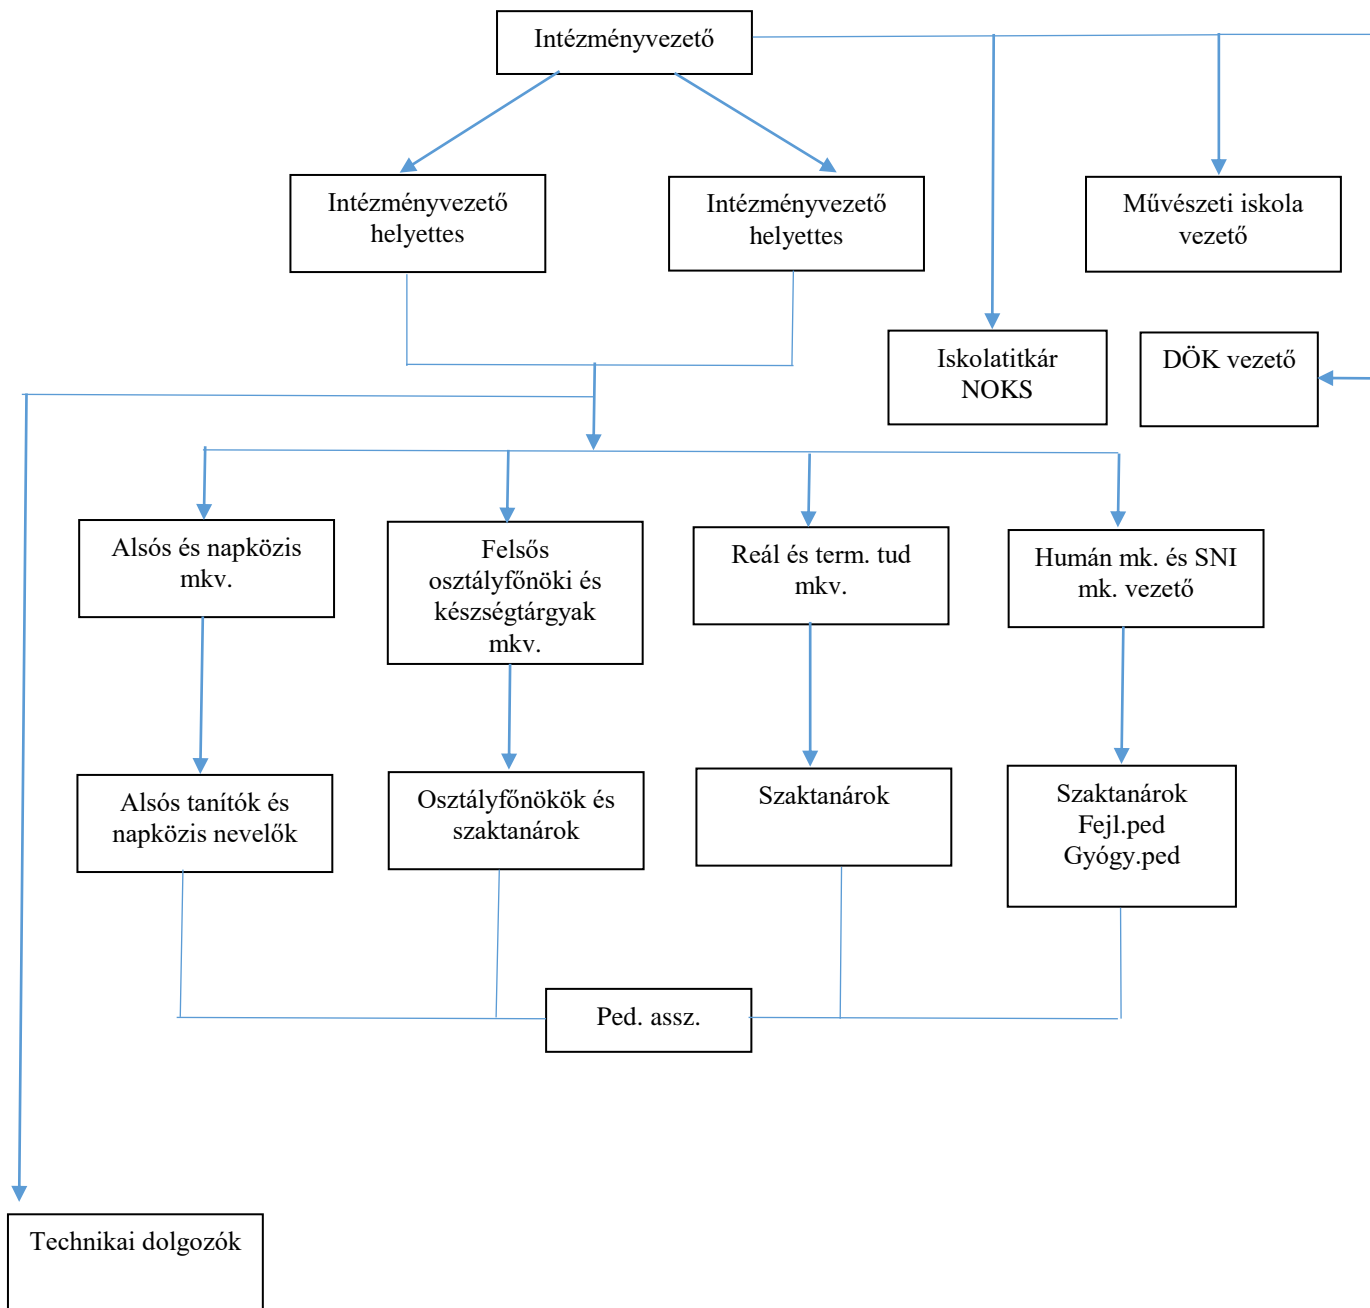 Intézményvezető
Intézményvezető
helyettes
Intézményvezető
helyettes
Művészeti iskola
vezető
Iskolatitkár
NOKS
DÖK vezető
Alsós és napközis
mkv.
Felsős
osztályfőnöki és
készségtárgyak
mkv.
Reál és term. tud
mkv.
Humán mk. és SNI
mk. vezető
Alsós tanítók és
napközis nevelők
Osztályfőnökök és
szaktanárok
Szaktanárok
Szaktanárok
Fejl.ped
Gyógy.ped
Ped. assz.
Technikai dolgozók